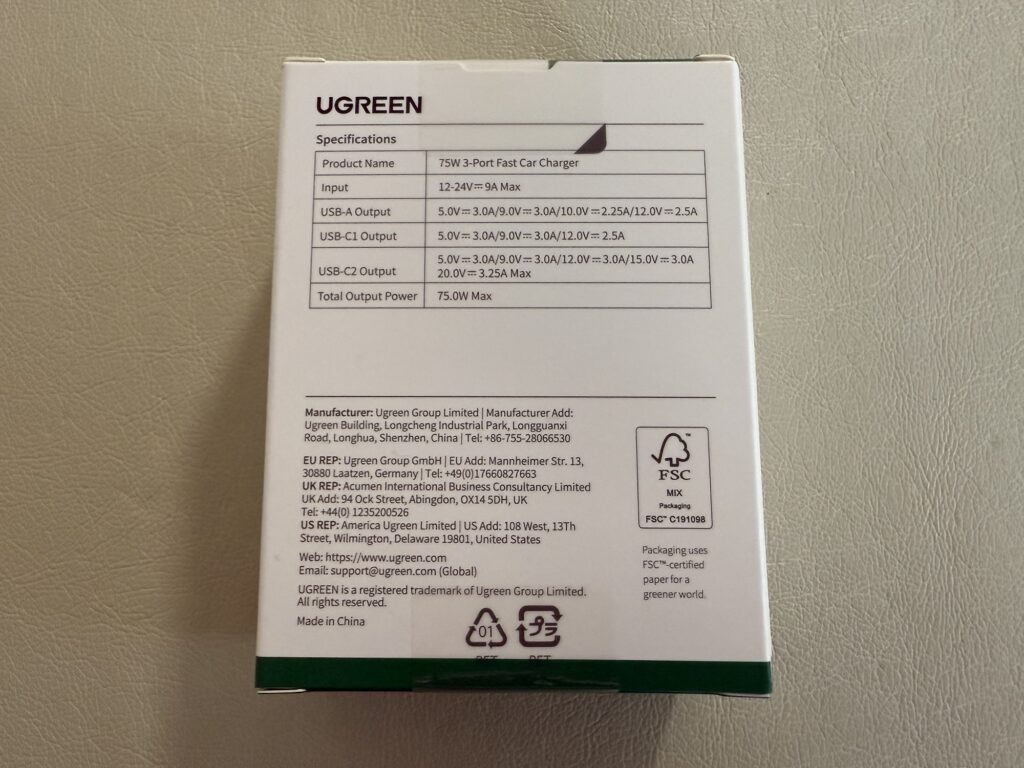 UGREEN
Specifications
Product Name 75W 3-Port Fast Car Charger
Input 12-24V⎓9A Max
USB-A Output 5.0V⎓3.0A/9.0V⎓3.0A/10.0V⎓2.25A/12.0V⎓2.5A
USB-C1 Output 5.0V⎓3.0A/9.0V⎓3.0A/12.0V⎓2.5A
USB-C2 Output 5.0V⎓3.0A/9.0V⎓3.0A/12.0V⎓3.0A/15.0V⎓3.0A
20.0V⎓3.25A Max
Total Output Power 75.0W Max
Manufacturer: Ugreen Group Limited | Manufacturer Add:
Ugreen Building, Longcheng Industrial Park, Longguanxi
Road, Longhua, Shenzhen, China | Tel: +86-755-28066530
EU REP: Ugreen Group GmbH | EU Add: Mannheimer Str. 13,
30880 Laatzen, Germany | Tel: +49(0)17660827663
UK REP: Acumen International Business Consultancy Limited
UK Add: 94 Ock Street, Abingdon, OX14 5DH, UK
Tel: +44(0) 1235200526
US REP: America Ugreen Limited | US Add: 108 West, 13Th
Street, Wilmington, Delaware 19801, United States
Web: https://www.ugreen.com
Email: support@ugreen.com (Global)
UGREEN is a registered trademark of Ugreen Group Limited.
All rights reserved.
Made in China
FSC
MIX
Packaging
FSC™ C191098
Packaging uses
FSC™-certified
paper for a
greener world.
01
プラ
PET PET